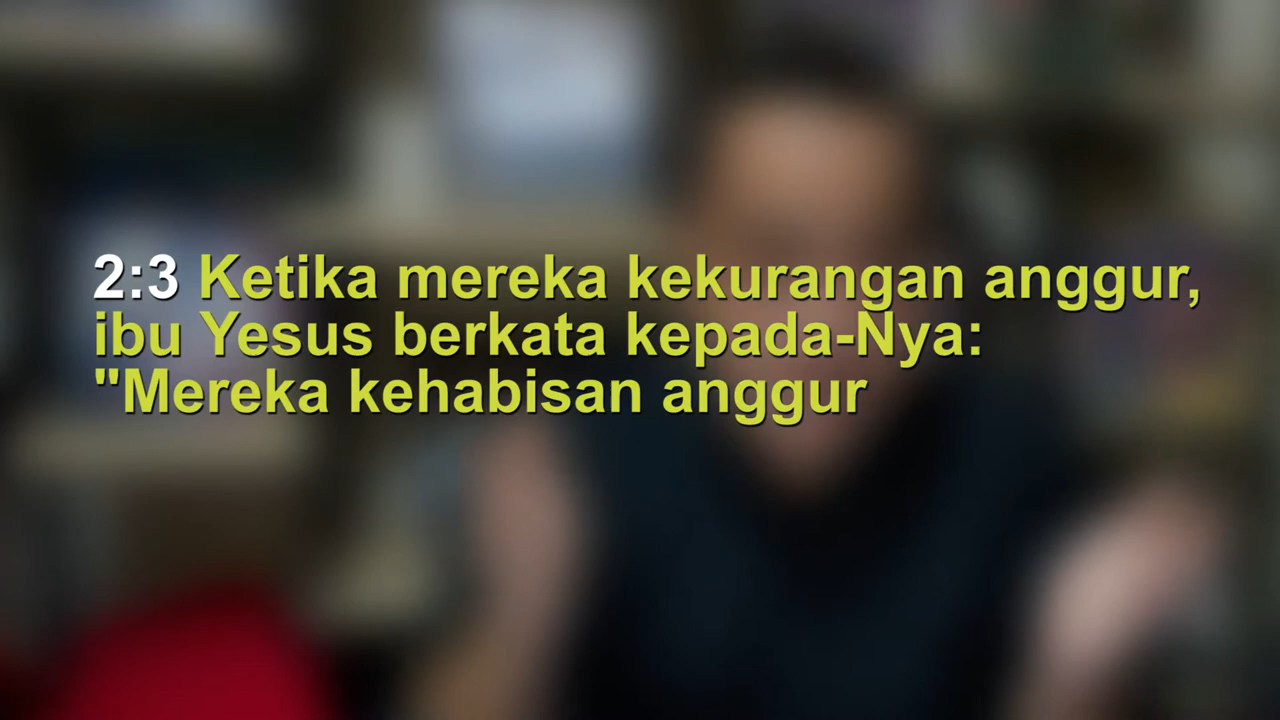 2:3 Ketika mereka kekurangan anggur,
ibu Yesus berkata kepada-Nya:
"Mereka kehabisan anggur